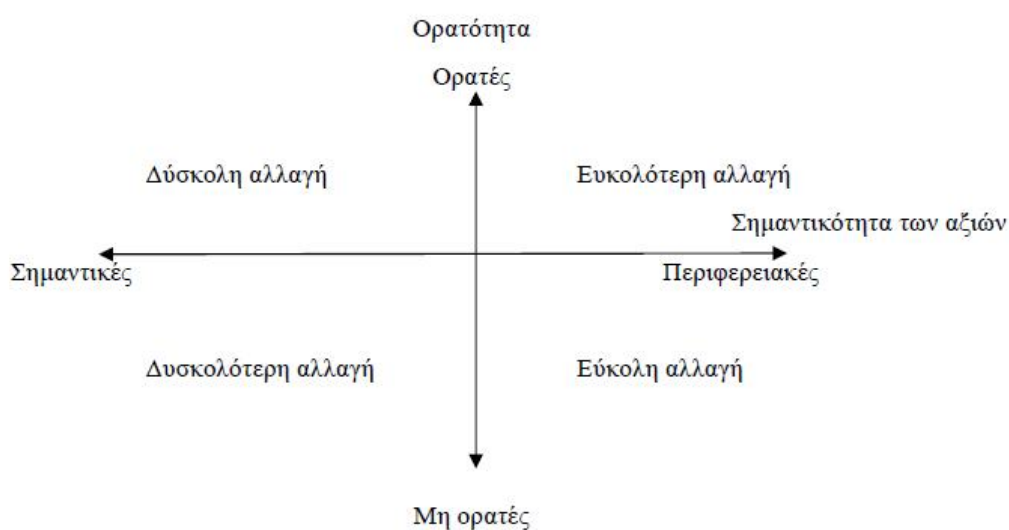 Ορατότητα
Ορατές
Δύσκολη αλλαγή
Ευκολότερη αλλαγή
Σημαντικότητα των αξιών
Σημαντικές
Περιφερειακές
Δυσκολότερη αλλαγή
Εύκολη αλλαγή
Μη ορατές